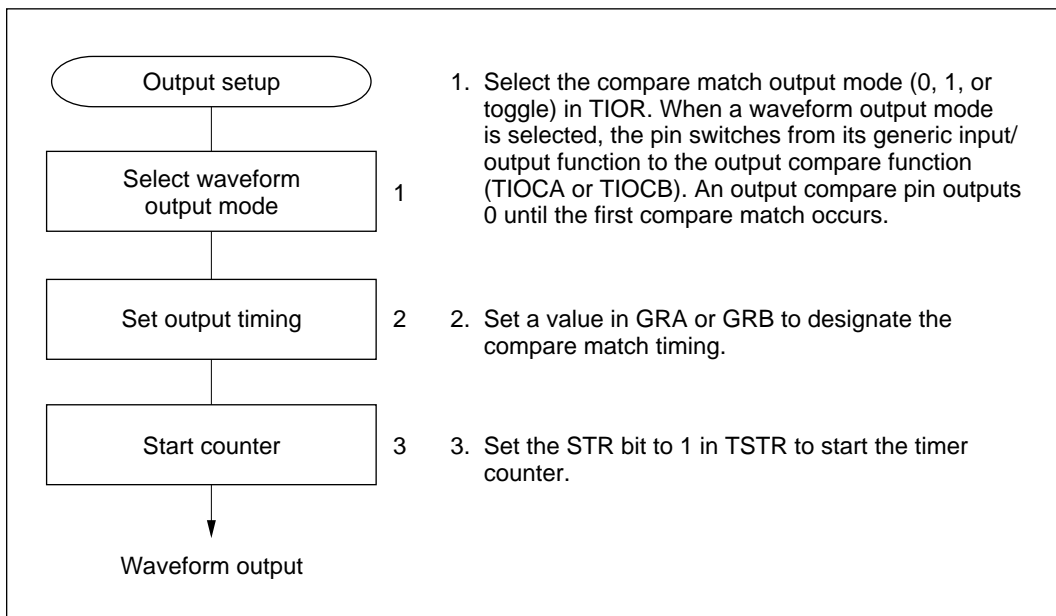 Output setup
Select waveform
output mode
1
Set output timing
2
Start counter
3
Waveform output
1. Select the compare match output mode (0, 1, or
toggle) in TIOR. When a waveform output mode
is selected, the pin switches from its generic input/
output function to the output compare function
(TIOCA or TIOCB). An output compare pin outputs
0 until the first compare match occurs.
2. Set a value in GRA or GRB to designate the
compare match timing.
3. Set the STR bit to 1 in TSTR to start the timer
counter.